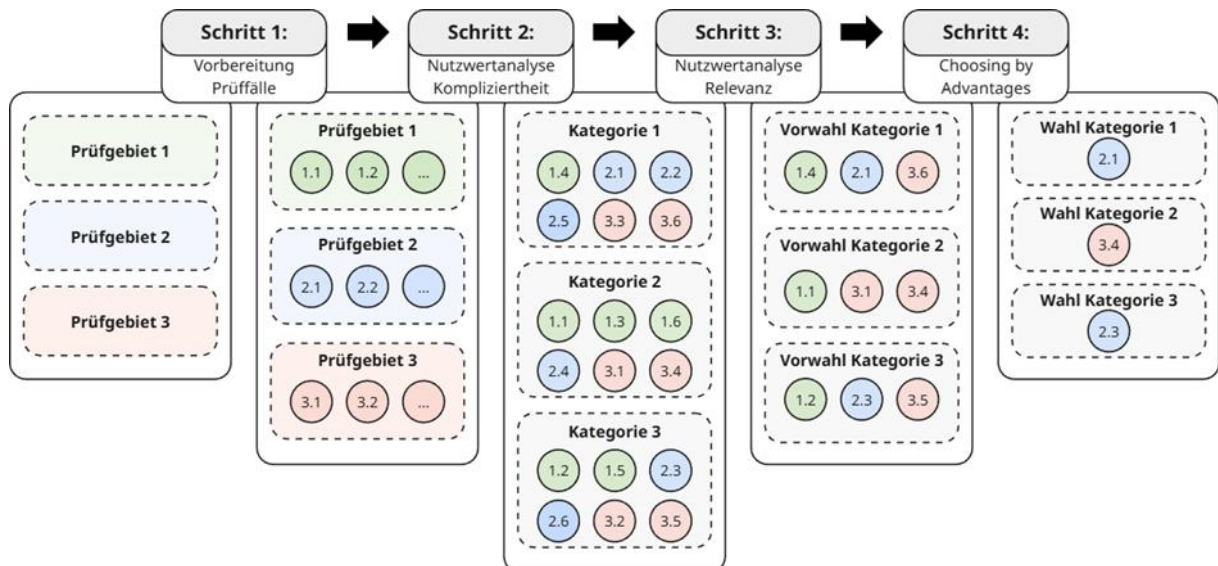 Schritt 1:
Vorbereitung
Prüffälle
Schritt 2:
Nutzwertanalyse
Kompliziertheit
Schritt 3:
Nutzwertanalyse
Relevanz
Schritt 4:
Choosing by
Advantages
Prüfgebiet 1
Prüfgebiet 2
Prüfgebiet 3
Prüfgebiet 1
1.1 1.2 ...
Prüfgebiet 2
2.1 2.2 ...
Prüfgebiet 3
3.1 3.2 ...
Kategorie 1
1.4 2.1 2.2
2.5 3.3 3.6
Kategorie 2
1.1 1.3 1.6
2.4 3.1 3.4
Kategorie 3
1.2 1.5 2.3
2.6 3.2 3.5
Vorwahl Kategorie 1
1.4 2.1 3.6
Vorwahl Kategorie 2
1.1 3.1 3.4
Vorwahl Kategorie 3
1.2 2.3 3.5
Wahl Kategorie 1
2.1
Wahl Kategorie 2
3.4
Wahl Kategorie 3
2.3